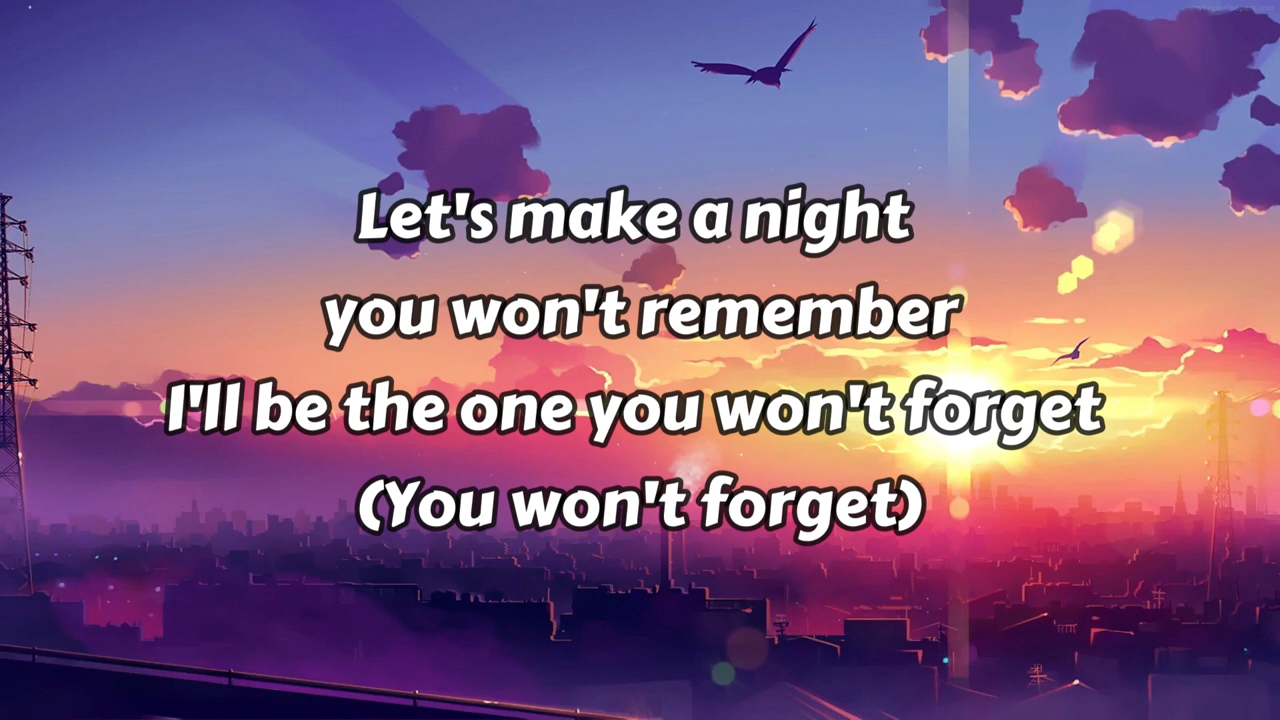 Let's make a night
you won't remember
I'll be the one you won't forget
(You won't forget)